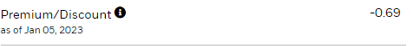 Premium/Discount -0.69
as of Jan 05, 2023